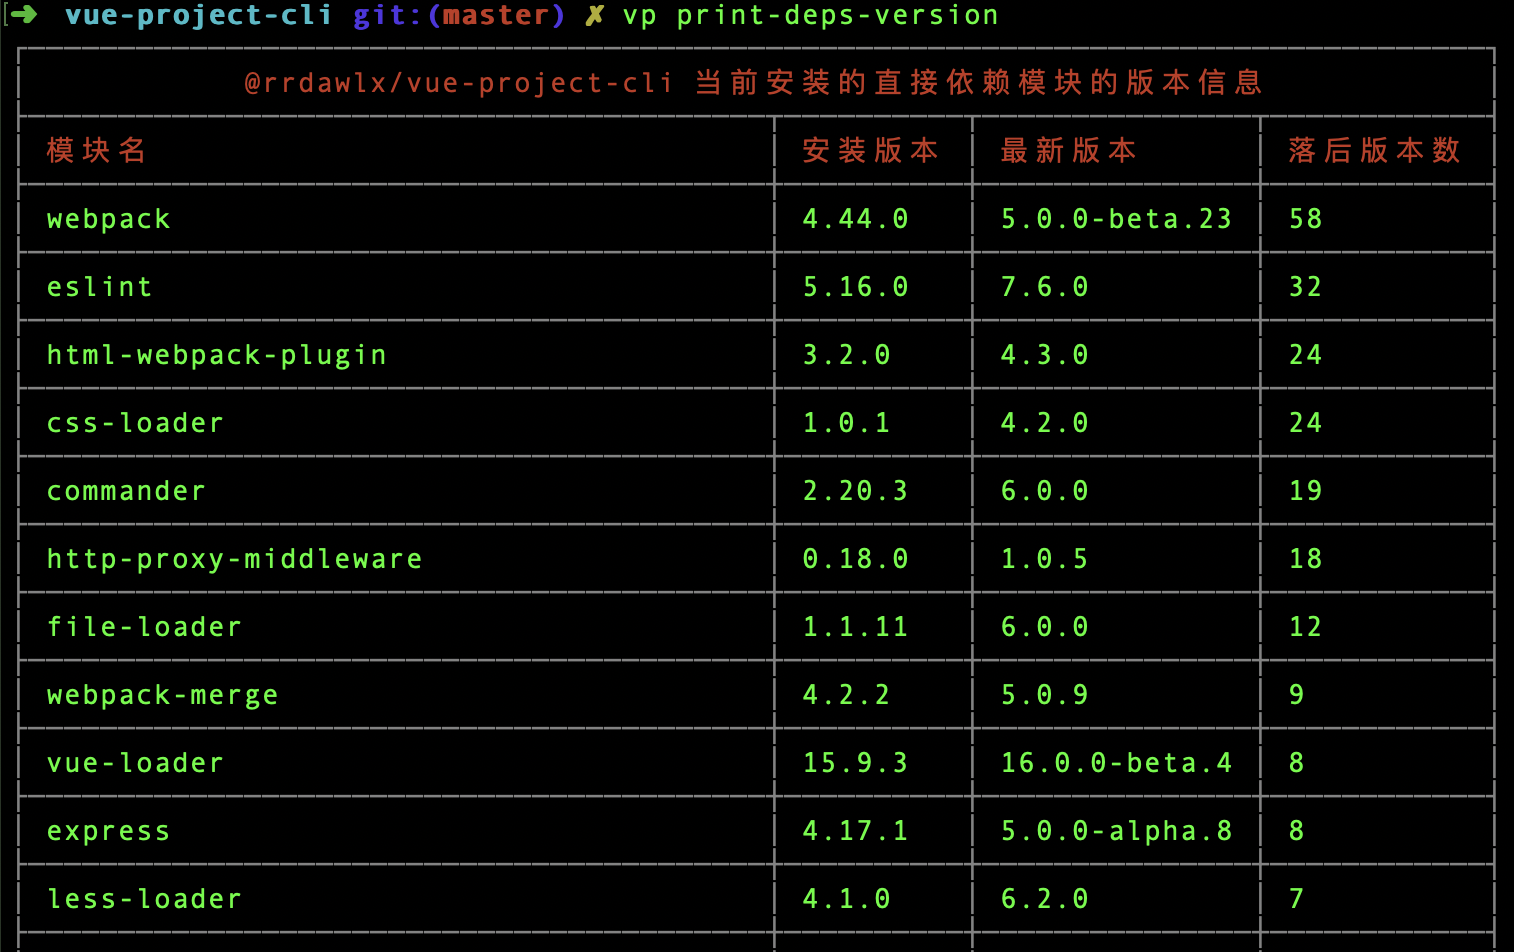 ➜ vue-project-cli git:(master) ✗ vp print-deps-version
@rrdawlx/vue-project-cli 当前安装的直接依赖模块的版本信息
模块名 安装版本 最新版本 落后版本数
webpack 4.44.0 5.0.0-beta.23 58
eslint 5.16.0 7.6.0 32
html-webpack-plugin 3.2.0 4.3.0 24
css-loader 1.0.1 4.2.0 24
commander 2.20.3 6.0.0 19
http-proxy-middleware 0.18.0 1.0.5 18
file-loader 1.1.11 6.0.0 12
webpack-merge 4.2.2 5.0.9 9
vue-loader 15.9.3 16.0.0-beta.4 8
express 4.17.1 5.0.0-alpha.8 8
less-loader 4.1.0 6.2.0 7